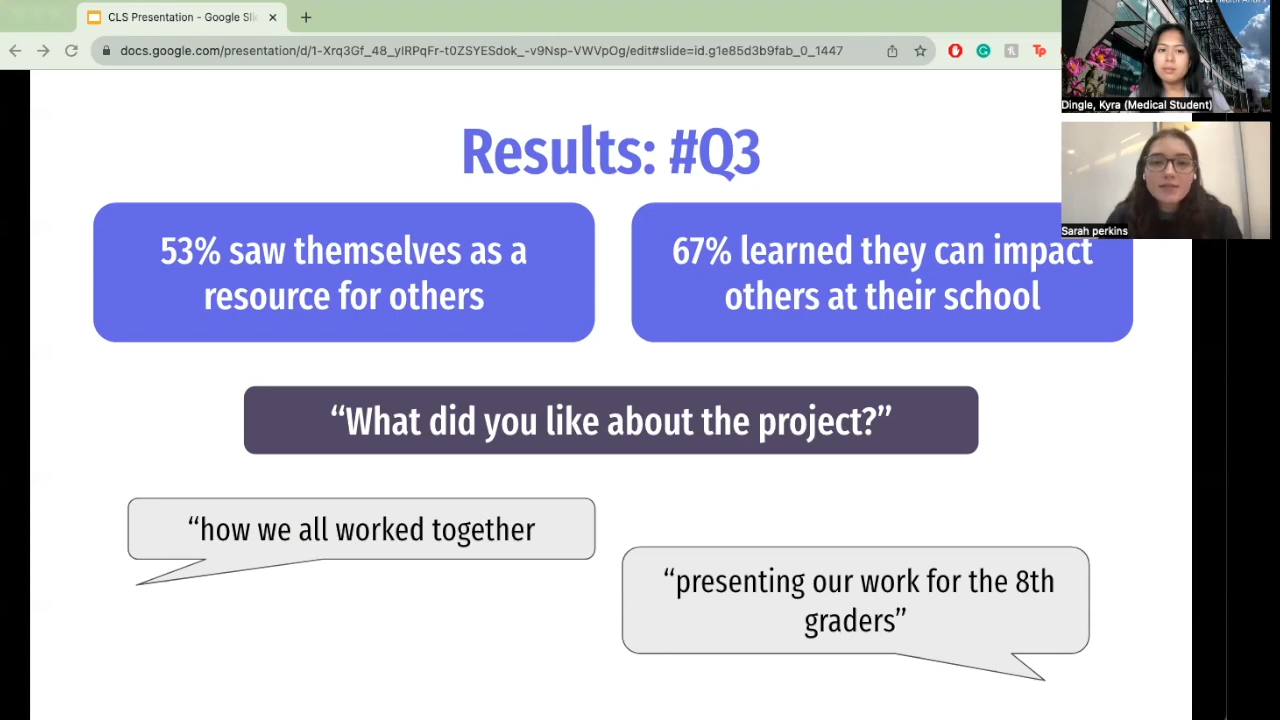 CLS Presentation - Google Sli
docs.google.com/presentation/d/1-Xrq3Gf_48_ylRPqFr-t0ZSYESdok_-v9Nsp-VWVpOg/edit#slide=id.g1e85d3b9fab_0_1447
Dingle, Kyra (Medical Student)
Sarah perkins
Results: #Q3
53% saw themselves as a
resource for others
67% learned they can impact
others at their school
“What did you like about the project?”
“how we all worked together
“presenting our work for the 8th
graders”